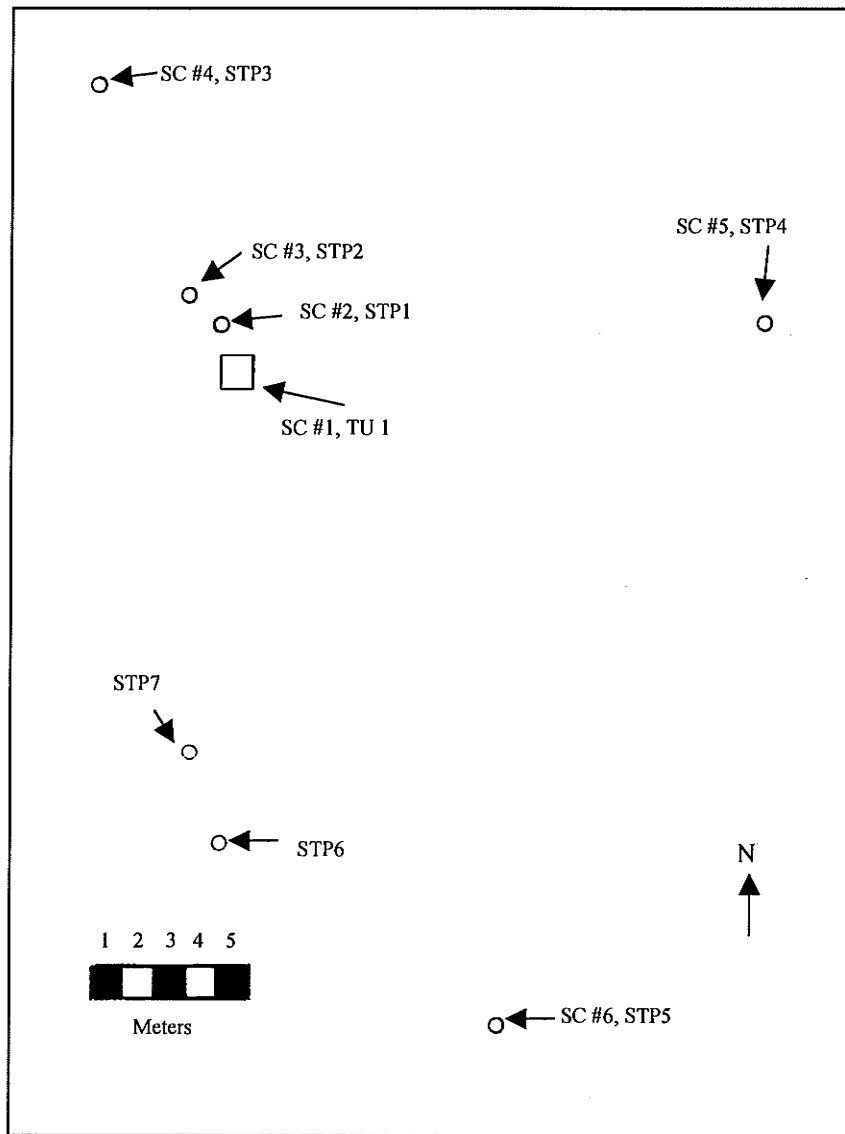 SC #4, STP3
SC #5, STP4
SC #3, STP2
SC #2, STP1
SC #1, TU 1
STP7
STP6
N
1 2 3 4 5
Meters
SC #6, STP5